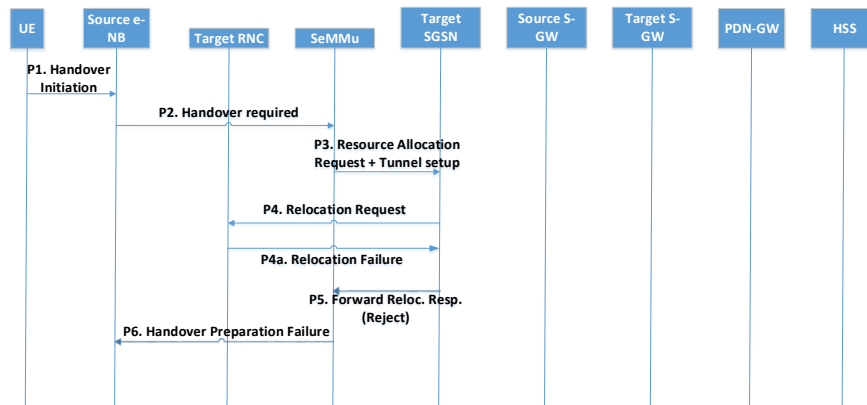 UE
Source e-
NB
Target RNC
SeMMu
Target
SGSN
Source S-
GW
Target S-
GW
PDN-GW
HSS
P1. Handover
Initiation
P2. Handover required
P3. Resource Allocation
Request + Tunnel setup
P4. Relocation Request
P4a. Relocation Failure
P5. Forward Reloc. Resp.
(Reject)
P6. Handover Preparation Failure